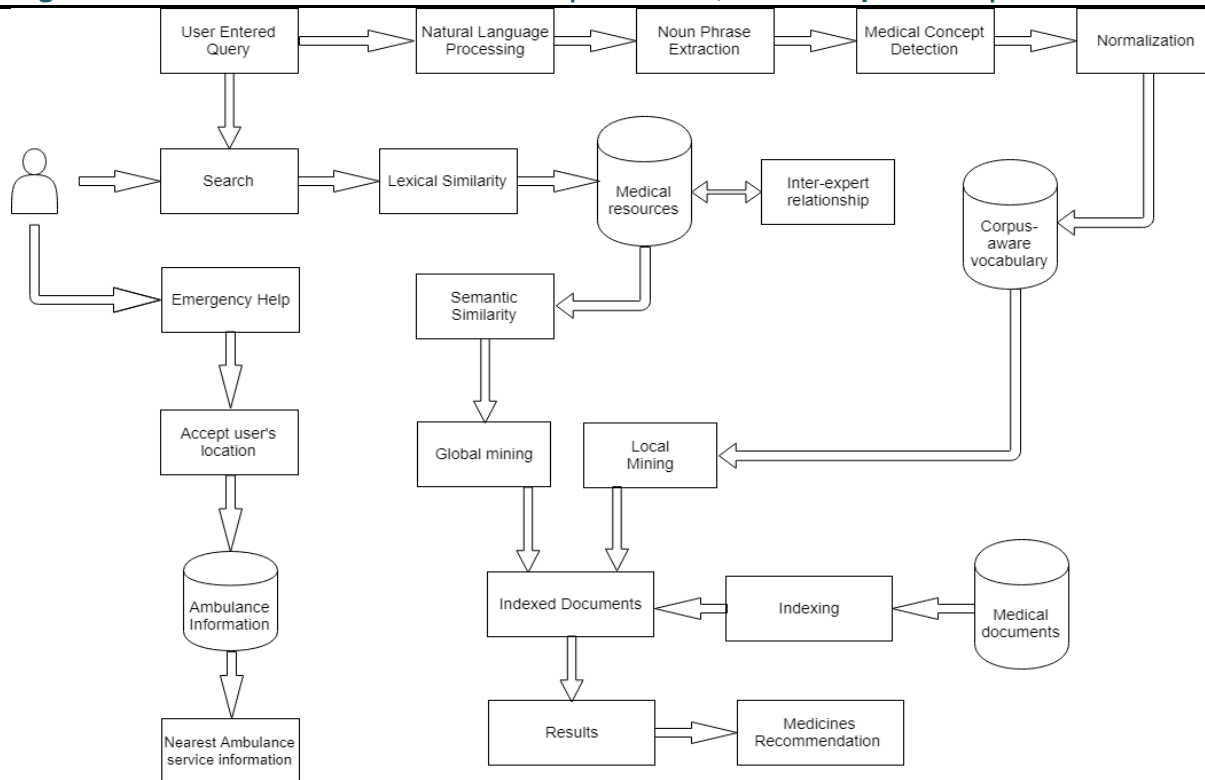 User Entered
Query
Natural Language
Processing
Noun Phrase
Extraction
Medical Concept
Detection
Normalization
Search
Lexical Similarity
Medical
resources
Inter-expert
relationship
Corpus-
aware
vocabulary
Emergency Help
Semantic
Similarity
Accept user's
location
Global mining
Local
Mining
Ambulance
Information
Indexed Documents
Indexing
Medical
documents
Nearest Ambulance
service information
Results
Medicines
Recommendation